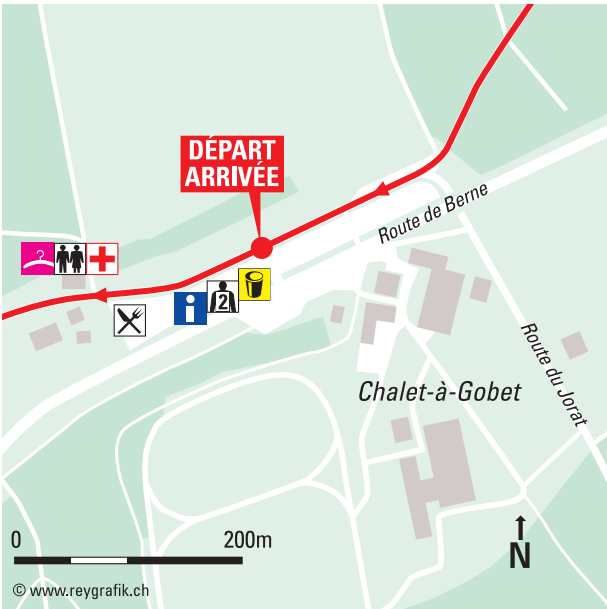 DÉPART
ARRIVÉE
Route de Berne
2
Route du Jorat
Chalet-à-Gobet
0 200m
N
© www.reygrafik.ch